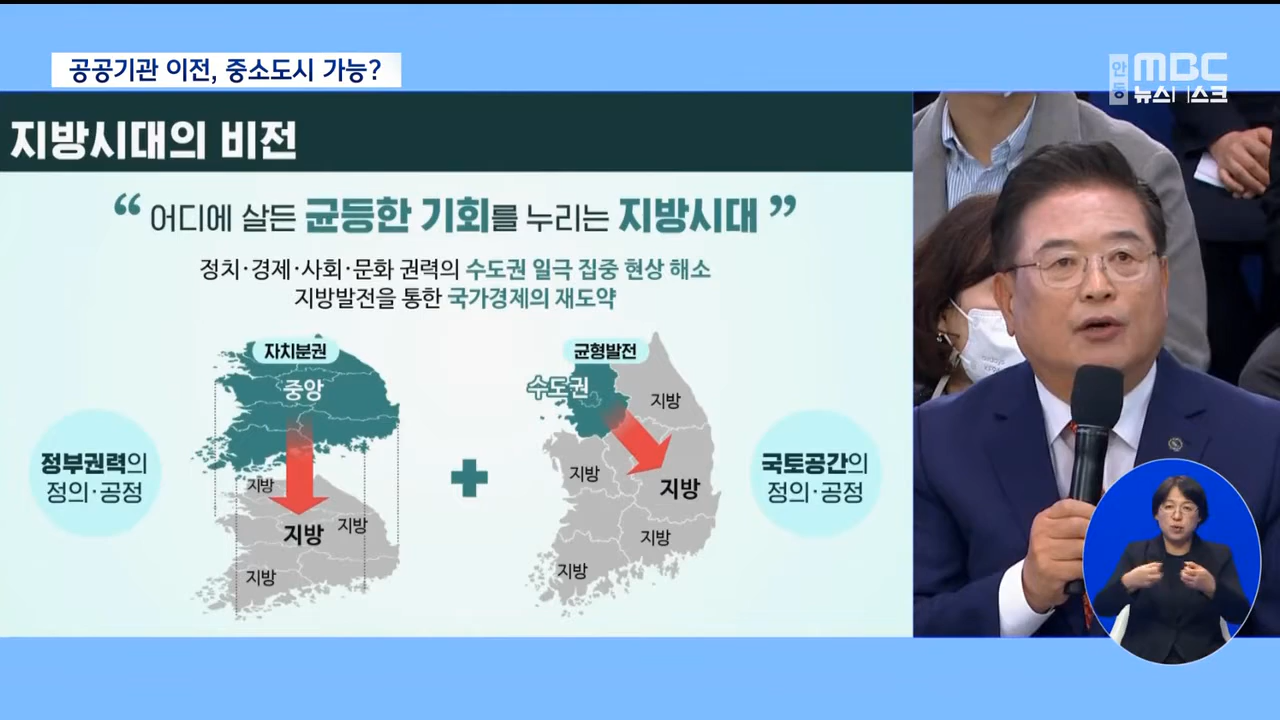 공공기관 이전, 중소도시 가능?
안동 MBC
뉴스데스크
지방시대의 비전
“ 어디에 살든 균등한 기회를 누리는 지방시대 ”
정치·경제·사회·문화 권력의 수도권 일극 집중 현상 해소
지방발전을 통한 국가경제의 재도약
자치분권
중앙
지방
지방
지방
지방
정부권력의
정의·공정
균형발전
수도권
지방
지방
지방
지방
지방
국토공간의
정의·공정